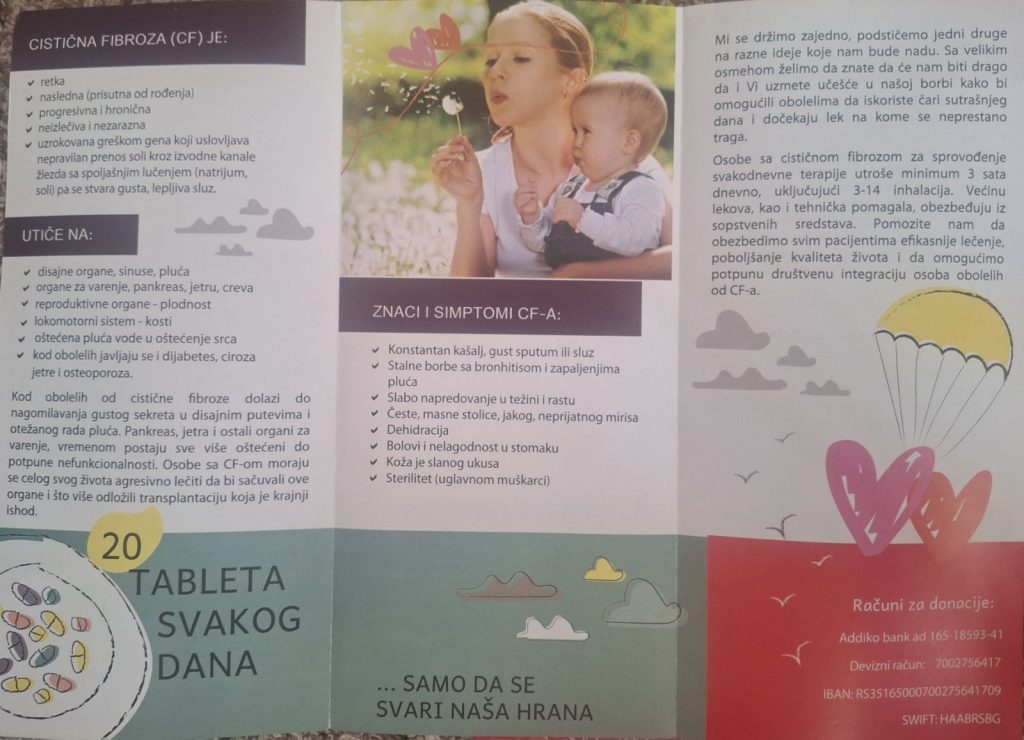 CISTIČNA FIBROZA (CF) JE:
retka
nasledna (prisutna od rođenja)
progresivna i hronična
neizlečiva i nezarazna
uzrokovana greškom gena koji uslovljava
nepravilan prenos soli kroz izvodne kanale
žlezda sa spoljašnjim lučenjem (natrijum,
soli) pa se stvara gusta, lepljiva sluz.
UTIČE NA:
disajne organe, sinuse, pluća
organe za varenje, pankreas, jetru, creva
reproduktivne organe - plodnost
lokomotorni sistem - kosti
oštećena pluća vode u oštećenje srca
kod obolelih javljaju se i dijabetes, ciroza
jetre i osteoporoza.
Kod obolelih od cistične fibroze dolazi do
nagomilavanja gustog sekreta u disajnim putevima i
otežanog rada pluća. Pankreas, jetra i ostali organi za
varenje, vremenom postaju sve više oštećeni do
potpune nefunkcionalnosti. Osobe sa CF-om moraju
se celog svog života agresivno lečiti da bi sačuvali ove
organe i što više odložili transplantaciju koja je krajnji
ishod.
20
TABLETA
SVAKOG
DANA
ZNACI I SIMPTOMI CF-A:
Konstantan kašalj, gust sputum ili sluz
Stalne borbe sa bronhitisom i zapaljenjima
pluća
Slabo napredovanje u težini i rastu
Česte, masne stolice, jakog, neprijatnog mirisa
Dehidracija
Bolovi i nelagodnost u stomaku
Koža je slanog ukusa
Sterilitet (uglavnom muškarci)
... SAMO DA SE
SVARI NAŠA HRANA
Mi se držimo zajedno, podstičemo jedni druge
na razne ideje koje nam bude nadu. Sa velikim
osmehom želimo da znate da će nam biti drago
da i Vi uzmete učešće u našoj borbi kako bi
omogućili obolelima da iskoriste čari sutrašnjeg
dana i dočekaju lek na kome se neprestano
traga.
Osobe sa cističnom fibrozom za sprovođenje
svakodnevne terapije utroše minimum 3 sata
dnevno, uključujući 3-14 inhalacija. Većinu
lekova, kao i tehnička pomagala, obezbeđuju iz
sopstvenih sredstava. Pomozite nam da
obezbedimo svim pacijentima efikasnije lečenje,
poboljšanje kvaliteta života i da omogućimo
potpunu društvenu integraciju osoba obolelih
od CF-a.
Računi za donacije:
Addiko bank ad 165-18593-41
Devizni račun: 7002756417
IBAN: RS35165000700275641709
SWIFT: HAABRSBG